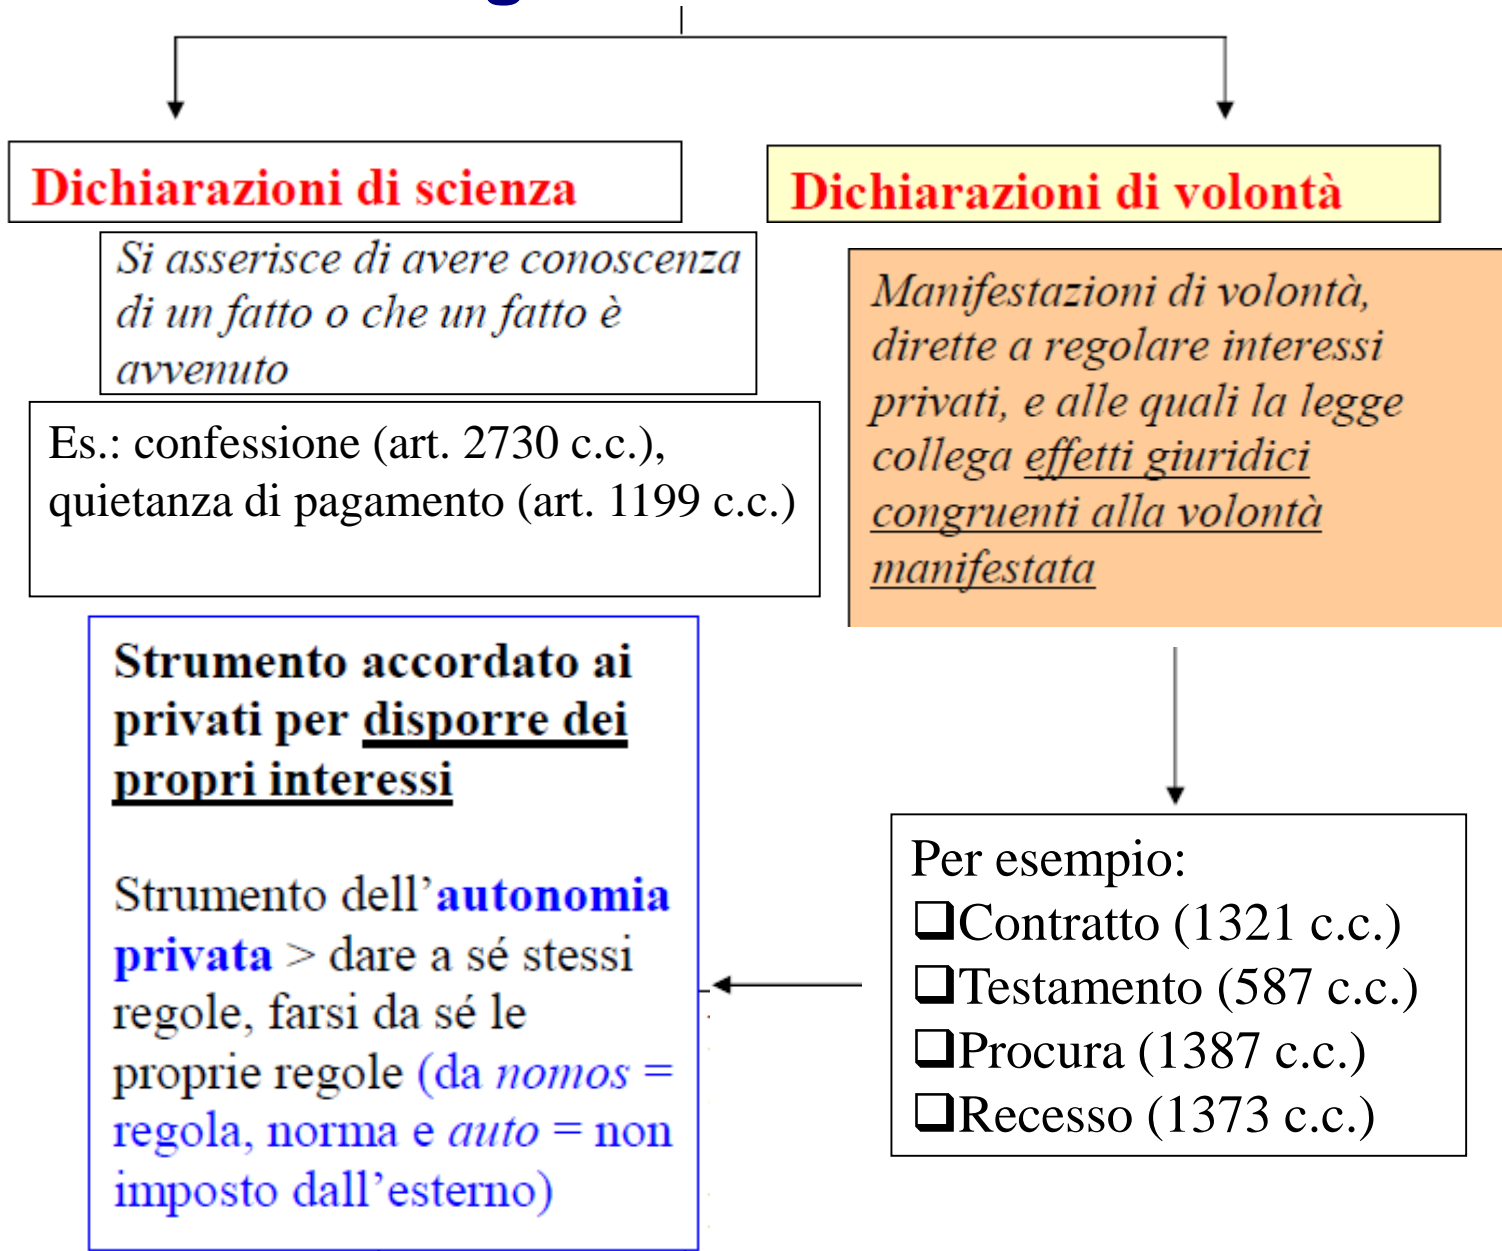 Dichiarazioni di scienza
Si asserisce di avere conoscenza
di un fatto o che un fatto è
avvenuto
Es.: confessione (art. 2730 c.c.),
quietanza di pagamento (art. 1199 c.c.)
Dichiarazioni di volontà
Manifestazioni di volontà,
dirette a regolare interessi
privati, e alle quali la legge
collega effetti giuridici
congruenti alla volontà
manifestata
Per esempio:
❑Contratto (1321 c.c.)
❑Testamento (587 c.c.)
❑Procura (1387 c.c.)
❑Recesso (1373 c.c.)
Strumento accordato ai
privati per disporre dei
propri interessi
Strumento dell’autonomia
privata > dare a sé stessi
regole, farsi da sé le
proprie regole (da nomos =
regola, norma e auto = non
imposto dall’esterno)